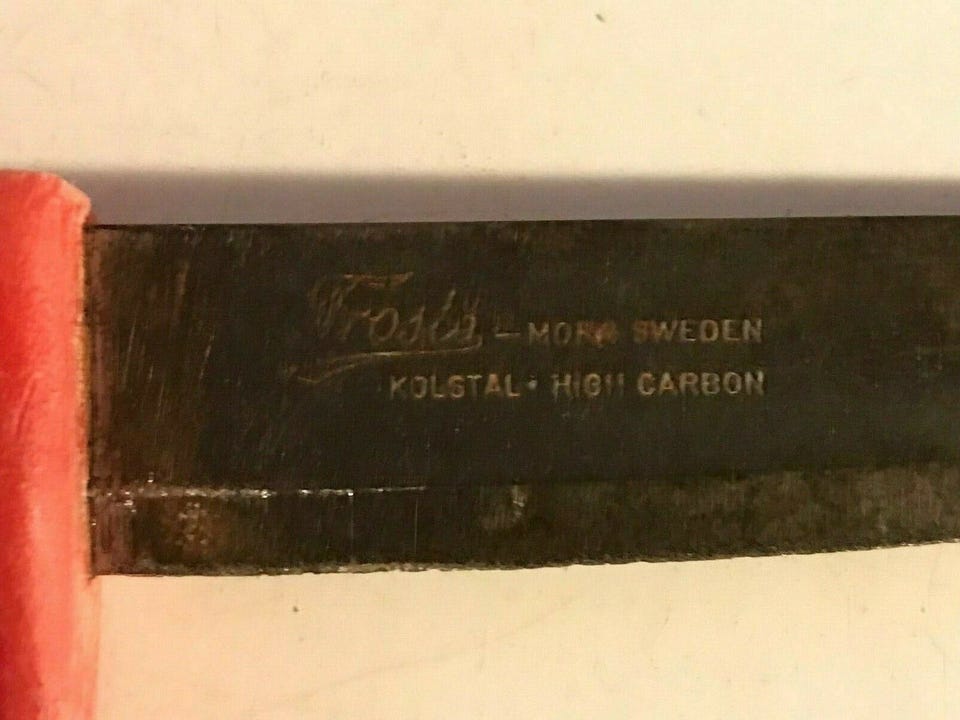 Frosts — MORA SWEDEN
KOLSTAL • HIGH CARBON